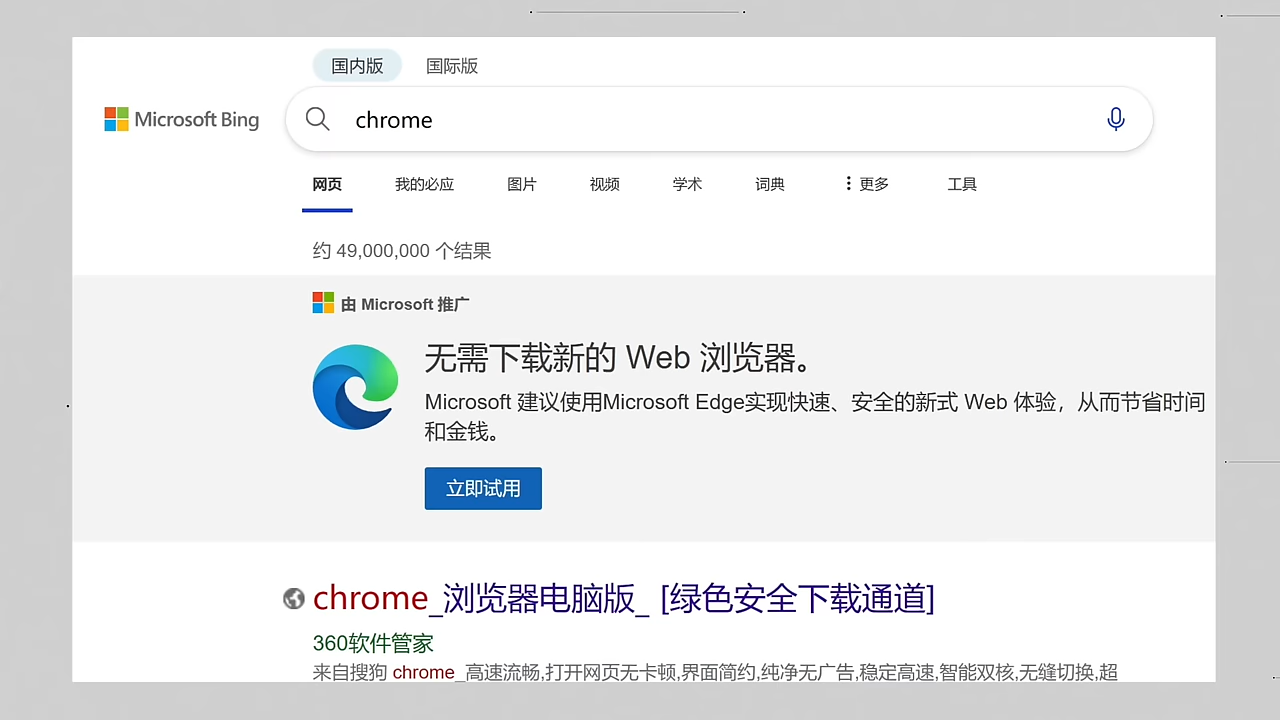 国内版 国际版
Microsoft Bing
chrome
网页 我的必应 图片 视频 学术 词典 更多 工具
约 49,000,000 个结果
由 Microsoft 推广
无需下载新的 Web 浏览器。
Microsoft 建议使用Microsoft Edge实现快速、安全的新式 Web 体验，从而节省时间
和金钱。
立即试用
chrome_浏览器电脑版_ [绿色安全下载通道]
360软件管家
来自搜狗 chrome_高速流畅,打开网页无卡顿,界面简约,纯净无广告,稳定高速,智能双核,无缝切换,超